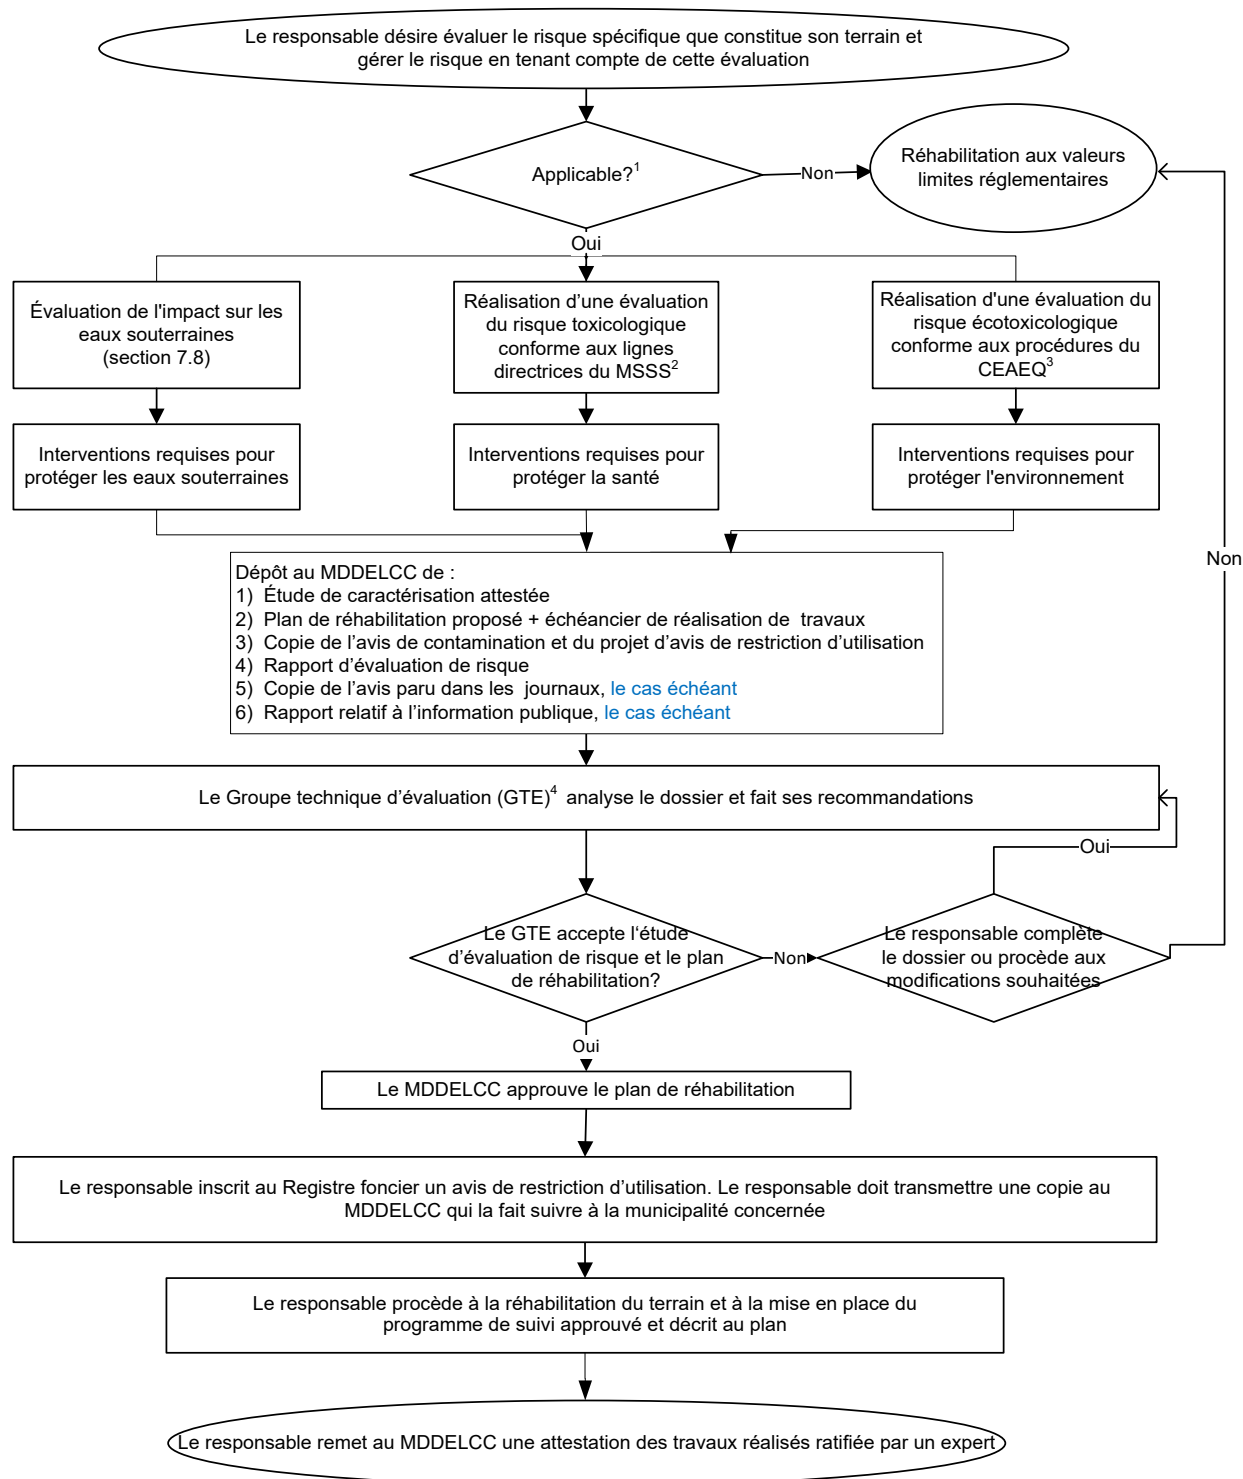 Le responsable désire évaluer le risque spécifique que constitue son terrain et
gérer le risque en tenant compte de cette évaluation
Applicable?1
Non
Réhabilitation aux valeurs
limites réglementaires
Oui
Évaluation de l'impact sur les
eaux souterraines
(section 7.8)
Réalisation d’une évaluation
du risque toxicologique
conforme aux lignes
directrices du MSSS2
Réalisation d'une évaluation du
risque écotoxicologique
conforme aux procédures du
CEAEQ3
Interventions requises pour
protéger les eaux souterraines
Interventions requises pour
protéger la santé
Interventions requises pour
protéger l'environnement
Non
Dépôt au MDDELCC de :
1) Étude de caractérisation attestée
2) Plan de réhabilitation proposé + échéancier de réalisation de travaux
3) Copie de l’avis de contamination et du projet d’avis de restriction d’utilisation
4) Rapport d’évaluation de risque
5) Copie de l’avis paru dans les journaux, le cas échéant
6) Rapport relatif à l’information publique, le cas échéant
Le Groupe technique d’évaluation (GTE)4 analyse le dossier et fait ses recommandations
Oui
Le GTE accepte l‘étude
d’évaluation de risque et le plan
de réhabilitation?
Non
Le responsable complète
le dossier ou procède aux
modifications souhaitées
Oui
Le MDDELCC approuve le plan de réhabilitation
Le responsable inscrit au Registre foncier un avis de restriction d’utilisation. Le responsable doit transmettre une copie au
MDDELCC qui la fait suivre à la municipalité concernée
Le responsable procède à la réhabilitation du terrain et à la mise en place du
programme de suivi approuvé et décrit au plan
Le responsable remet au MDDELCC une attestation des travaux réalisés ratifiée par un expert